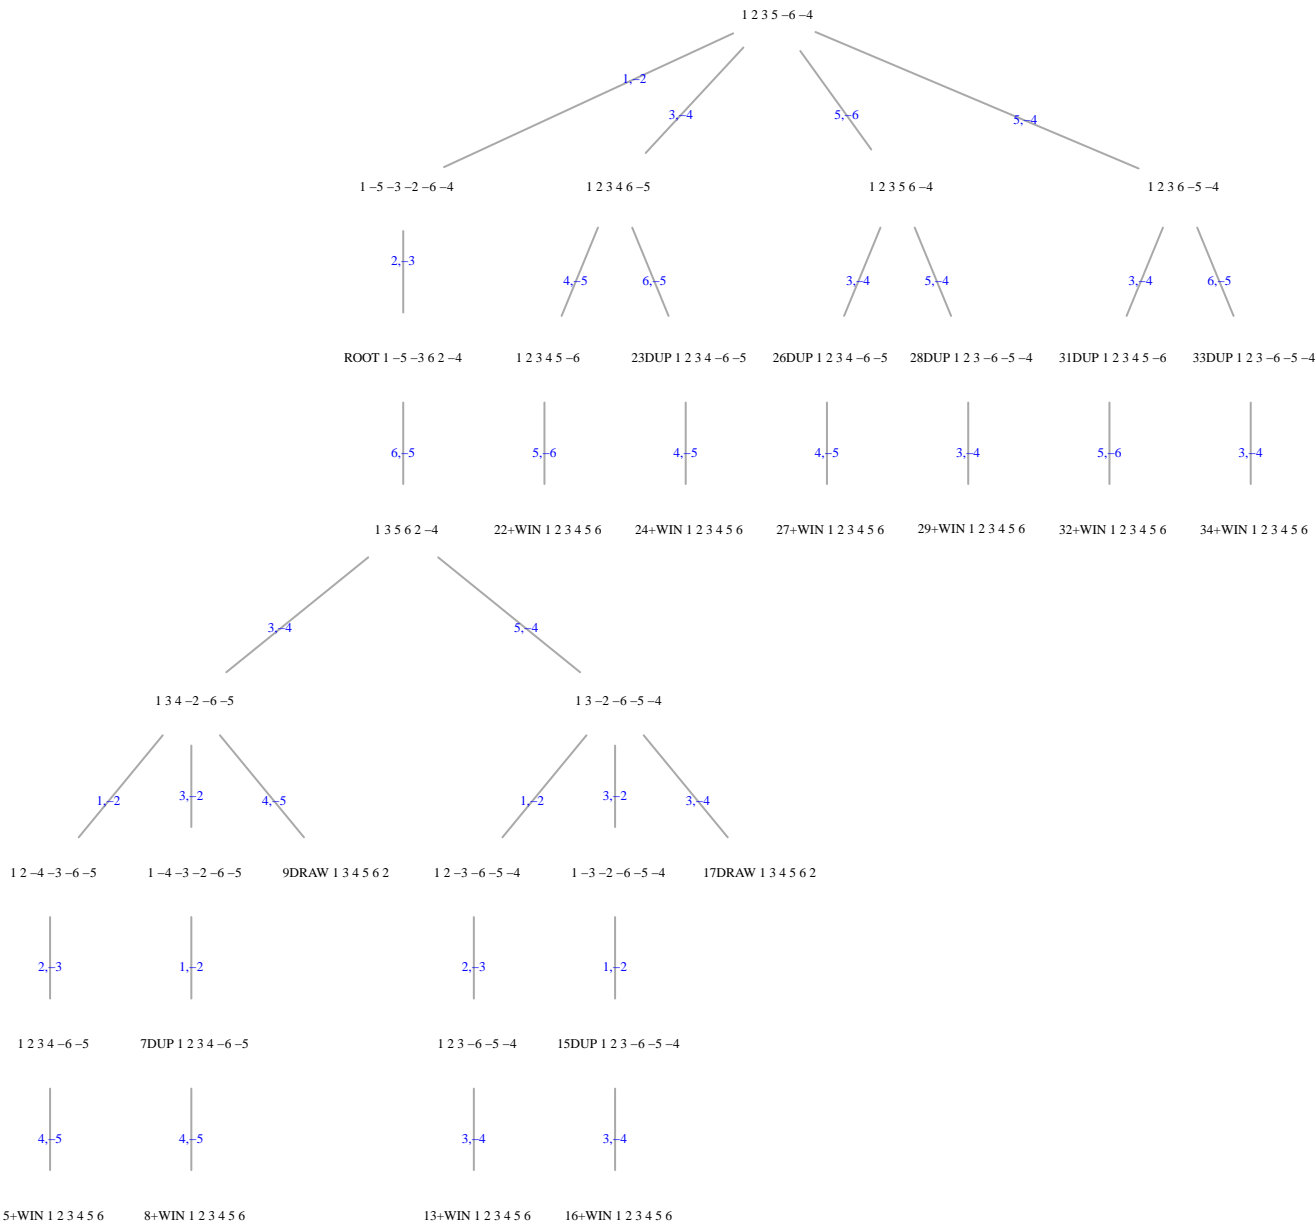 1 2 3 5 −6 −4
1,−2
3,−4
5,−6
5,−4
1 −5 −3 −2 −6 −4
1 2 3 4 6 −5
1 2 3 5 6 −4
1 2 3 6 −5 −4
2,−3
4,−5
6,−5
3,−4
5,−4
3,−4
6,−5
ROOT 1 −5 −3 6 2 −4
1 2 3 4 5 −6
23DUP 1 2 3 4 −6 −5
26DUP 1 2 3 4 −6 −5
28DUP 1 2 3 −6 −5 −4
31DUP 1 2 3 4 5 −6
33DUP 1 2 3 −6 −5 −4
6,−5
5,−6
4,−5
4,−5
3,−4
5,−6
3,−4
1 3 5 6 2 −4
22+WIN 1 2 3 4 5 6
24+WIN 1 2 3 4 5 6
27+WIN 1 2 3 4 5 6
29+WIN 1 2 3 4 5 6
32+WIN 1 2 3 4 5 6
34+WIN 1 2 3 4 5 6
3,−4
5,−4
1 3 4 −2 −6 −5
1 3 −2 −6 −5 −4
1,−2
3,−2
4,−5
1,−2
3,−2
3,−4
1 2 −4 −3 −6 −5
1 −4 −3 −2 −6 −5
9DRAW 1 3 4 5 6 2
1 2 −3 −6 −5 −4
1 −3 −2 −6 −5 −4
17DRAW 1 3 4 5 6 2
2,−3
1,−2
2,−3
1,−2
1 2 3 4 −6 −5
7DUP 1 2 3 4 −6 −5
1 2 3 −6 −5 −4
15DUP 1 2 3 −6 −5 −4
4,−5
4,−5
3,−4
3,−4
5+WIN 1 2 3 4 5 6
8+WIN 1 2 3 4 5 6
13+WIN 1 2 3 4 5 6
16+WIN 1 2 3 4 5 6